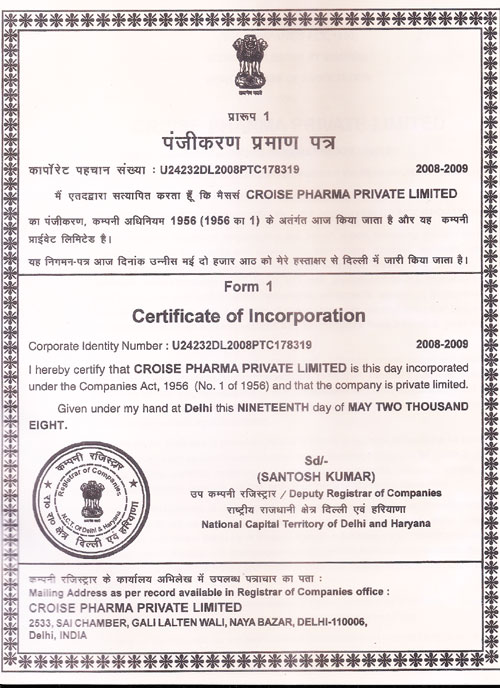 प्रारूप 1
पंजीकरण प्रमाण पत्र
कार्पोरेट पहचान संख्या : U24232DL2008PTC178319 2008-2009
मैं एतदद्वारा सत्यापित करता हूँ कि मैसर्स CROISE PHARMA PRIVATE LIMITED
का पंजीकरण, कम्पनी अधिनियम 1956 (1956 का 1) के अतंर्गत आज किया जाता है और यह कम्पनी
प्राईवेट लिमिटेड है।
यह निगमन-पत्र आज दिनांक उन्नीस मई दो हजार आठ को मेरे हस्ताक्षर से दिल्ली में जारी किया जाता है।
Form 1
Certificate of Incorporation
Corporate Identity Number : U24232DL2008PTC178319 2008-2009
I hereby certify that CROISE PHARMA PRIVATE LIMITED is this day incorporated
under the Companies Act, 1956 (No. 1 of 1956) and that the company is private limited.
Given under my hand at Delhi this NINETEENTH day of MAY TWO THOUSAND
EIGHT.
कम्पनी रजिस्ट्रार
Registrar of Companies
N.C.T. Of Delhi & Haryana
रा० रा० क्षेत्र दिल्ली एवं हरियाणा
Sd/-
(SANTOSH KUMAR)
उप कम्पनी रजिस्ट्रार / Deputy Registrar of Companies
राष्ट्रीय राजधानी क्षेत्र दिल्ली एवं हरियाणा
National Capital Territory of Delhi and Haryana
कम्पनी रजिस्ट्रार के कार्यालय अभिलेख में उपलब्ध पत्राचार का पता :
Mailing Address as per record available in Registrar of Companies office :
CROISE PHARMA PRIVATE LIMITED
2533, SAI CHAMBER, GALI LALTEN WALI, NAYA BAZAR, DELHI-110006,
Delhi, INDIA